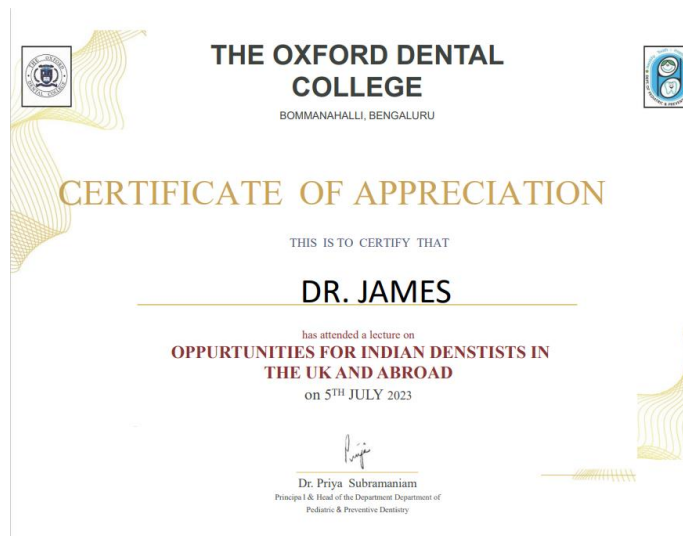 THE OXFORD DENTAL
COLLEGE
BOMMANAHALLI, BENGALURU
CERTIFICATE OF APPRECIATION
THIS IS TO CERTIFY THAT
DR. JAMES
has attended a lecture on
OPPURTUNITIES FOR INDIAN DENSTISTS IN
THE UK AND ABROAD
on 5TH JULY 2023
Dr. Priya Subramaniam
Principal & Head of the Department Department of
Pediatric & Preventive Dentistry